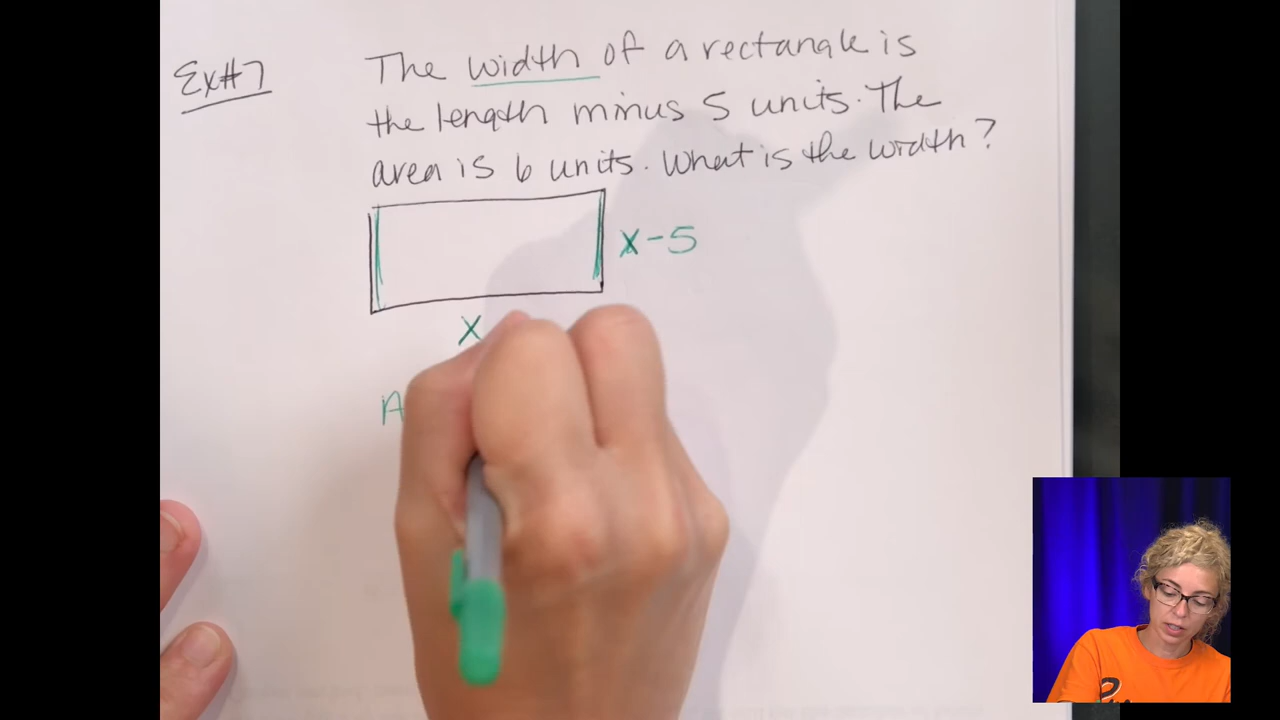 Ex#7
The width of a rectangle is
the length minus 5 units. The
area is 6 units. What is the width?
x-5
x
A